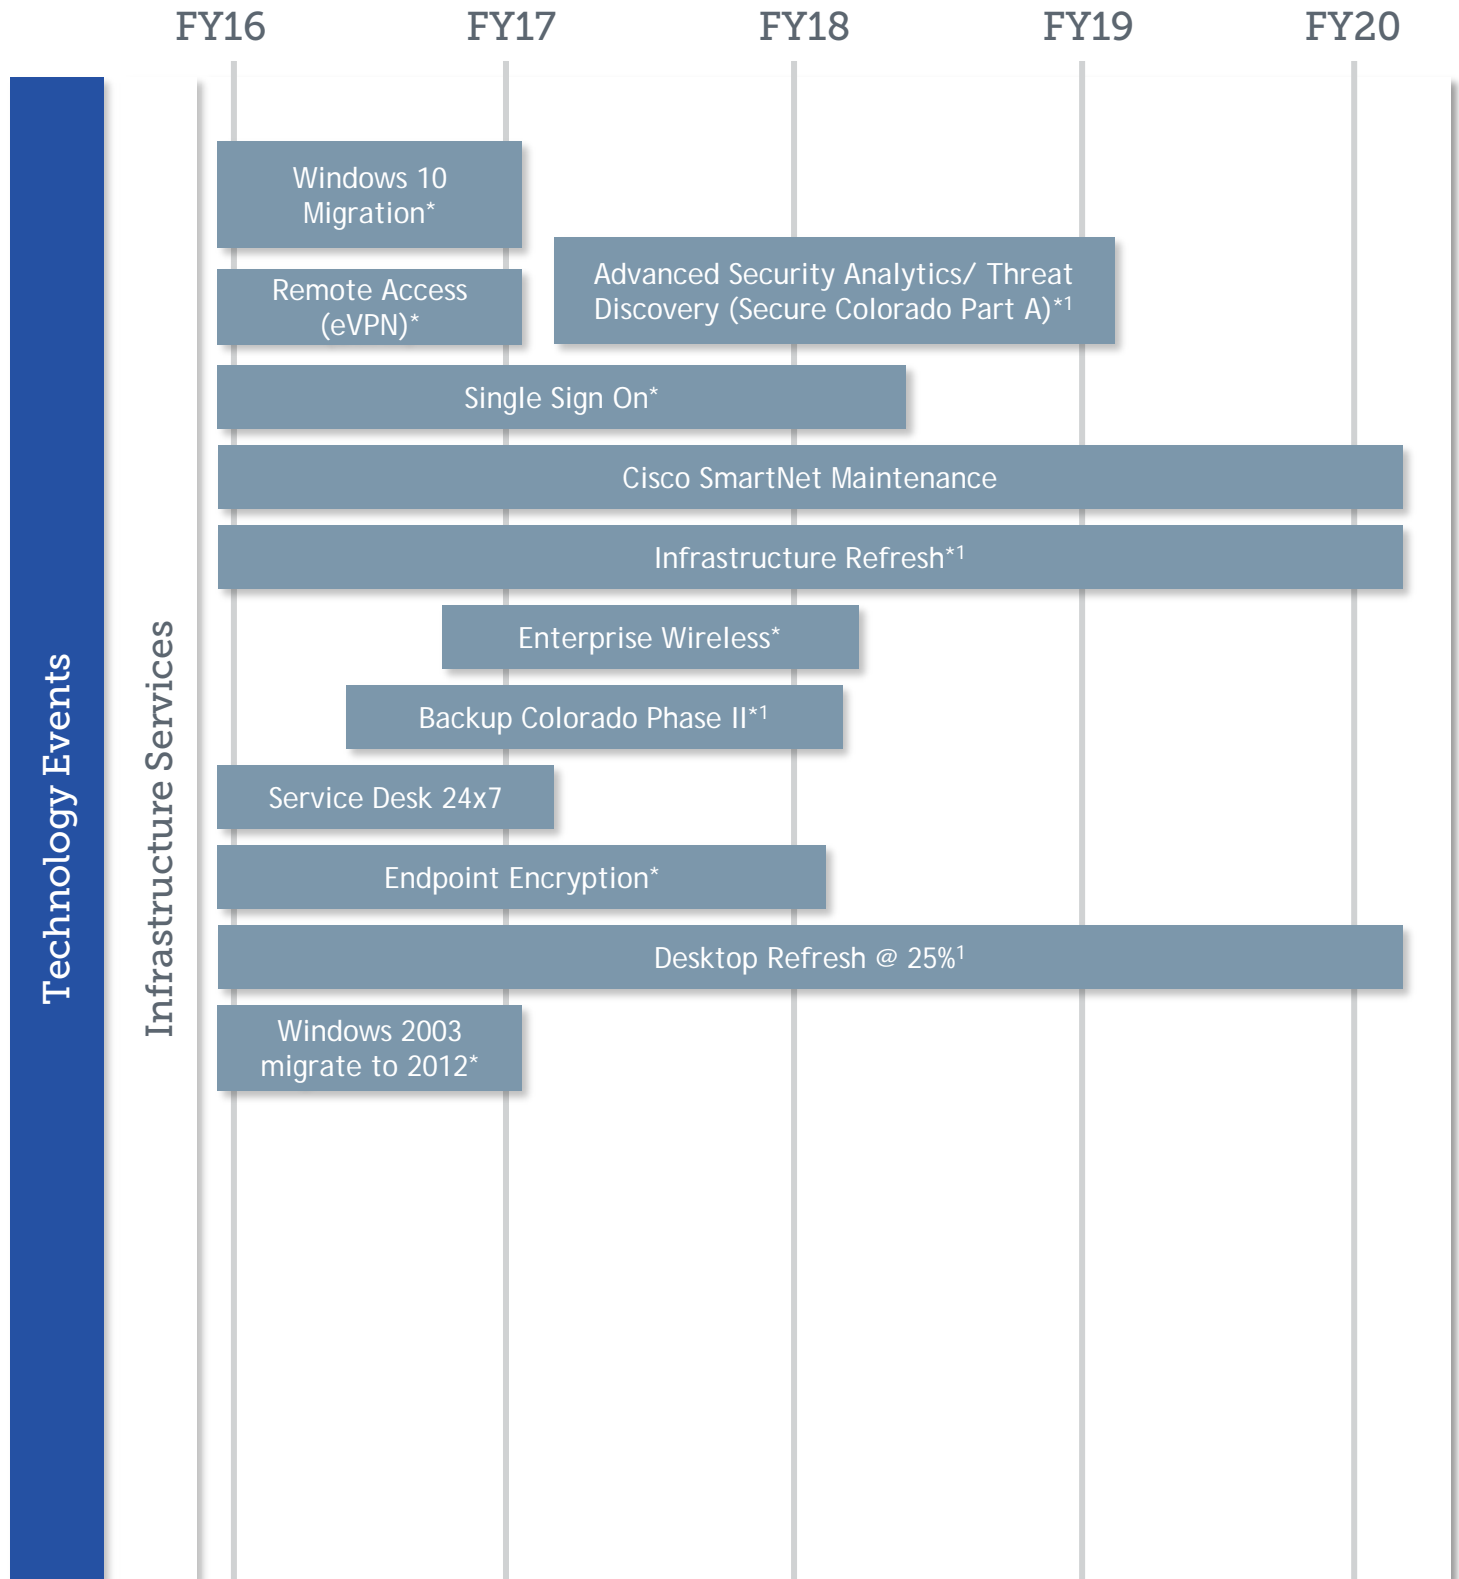 FY16 FY17 FY18 FY19 FY20
Technology Events
Infrastructure Services
Windows 10
Migration*
Remote Access
(eVPN)*
Advanced Security Analytics/ Threat
Discovery (Secure Colorado Part A)*1
Single Sign On*
Cisco SmartNet Maintenance
Infrastructure Refresh*1
Enterprise Wireless*
Backup Colorado Phase II*1
Service Desk 24x7
Endpoint Encryption*
Desktop Refresh @ 25%1
Windows 2003
migrate to 2012*